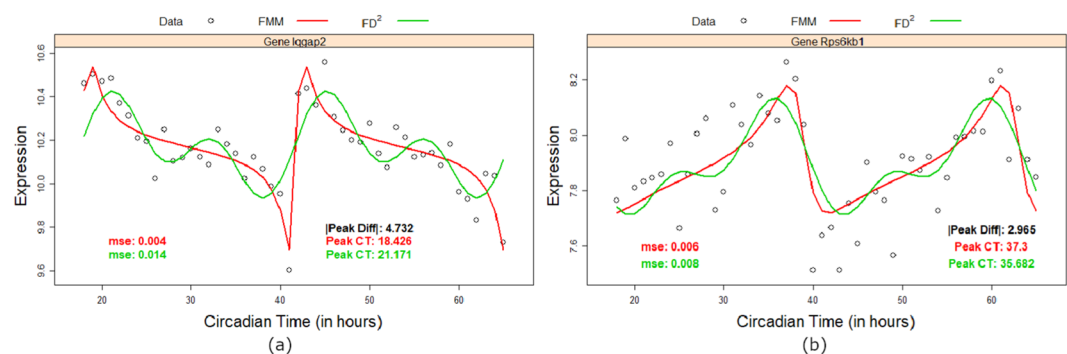 Data FMM FD²
Gene Iqgap2
Expression
10.6
10.4
10.2
10.0
9.8
9.6
|Peak Diff|: 4.732
mse: 0.004 Peak CT: 18.426
mse: 0.014 Peak CT: 21.171
20 30 40 50 60
Circadian Time (in hours)
(a)
Data FMM FD²
Gene Rps6kb1
Expression
8.2
8.0
7.8
7.6
|Peak Diff|: 2.965
mse: 0.006 Peak CT: 37.3
mse: 0.008 Peak CT: 35.682
20 30 40 50 60
Circadian Time (in hours)
(b)